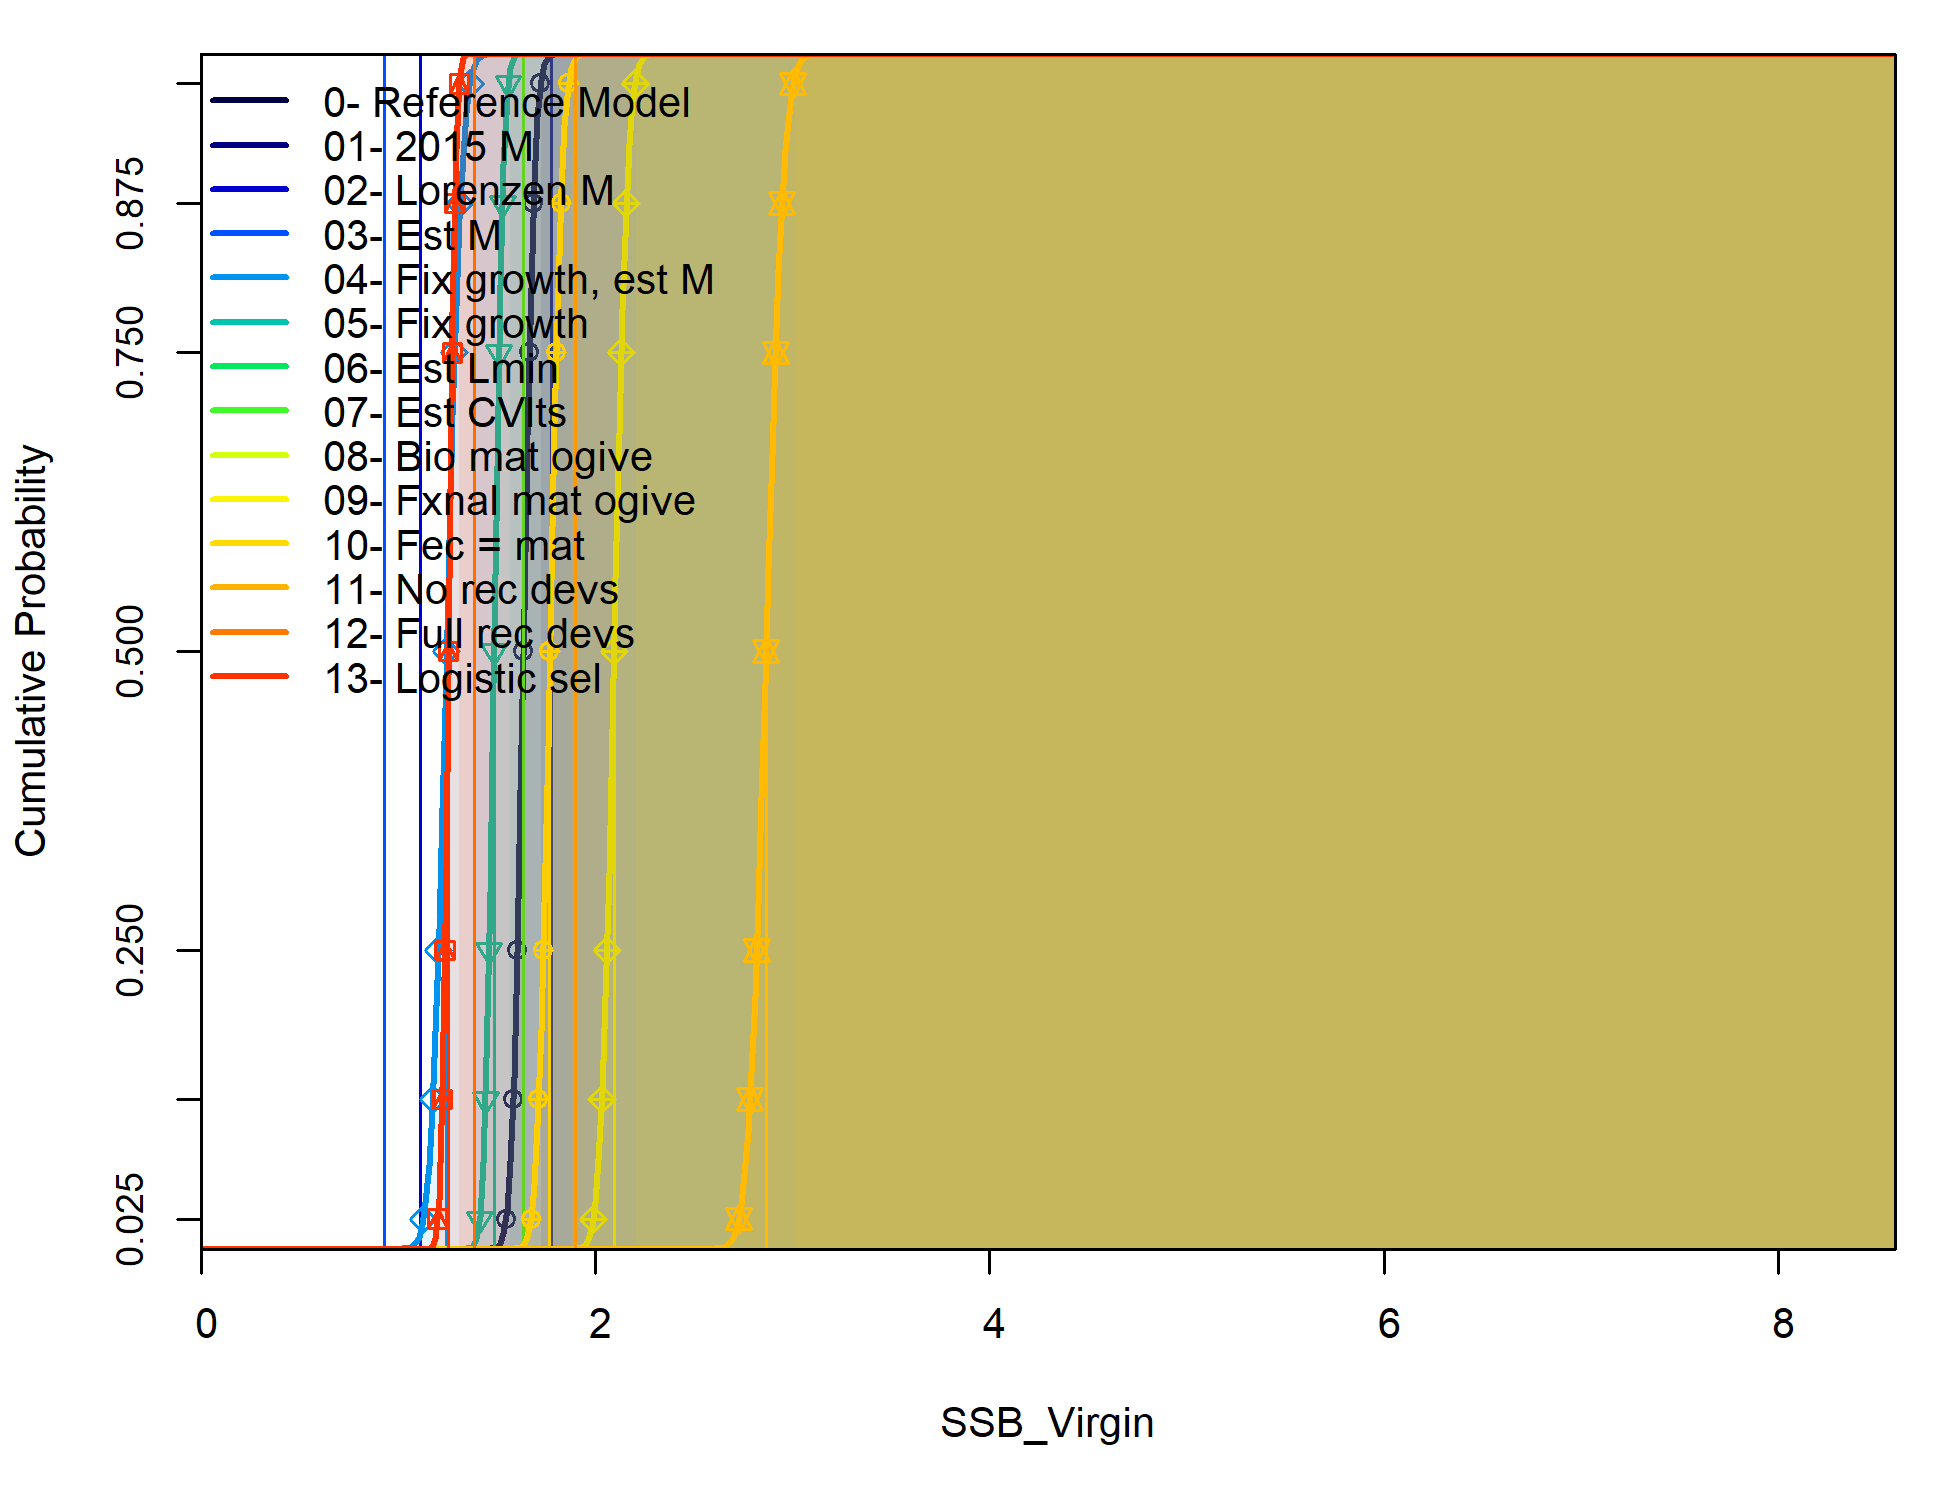 0- Reference Model
01- 2015 M
02- Lorenzen M
03- Est M
04- Fix growth, est M
05- Fix growth
06- Est Lmin
07- Est CVlts
08- Bio mat ogive
09- Fxnal mat ogive
10- Fec = mat
11- No rec devs
12- Full rec devs
13- Logistic sel
Cumulative Probability
0.875
0.750
0.500
0.250
0.025
0 2 4 6 8
SSB_Virgin